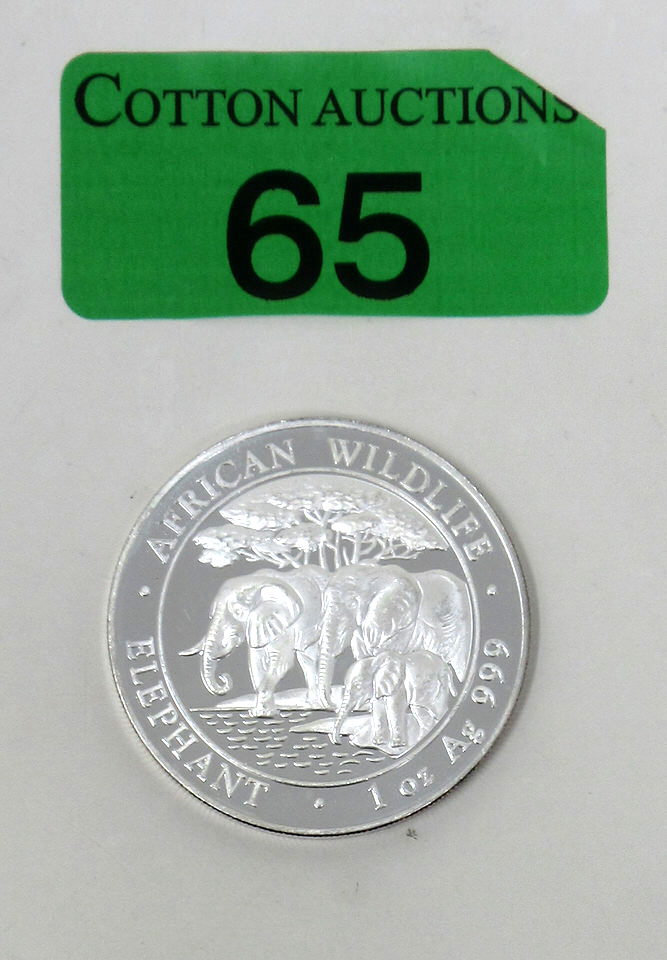 COTTON AUCTIONS
65
AFRICAN WILDLIFE
ELEPHANT • 1 oz Ag 999